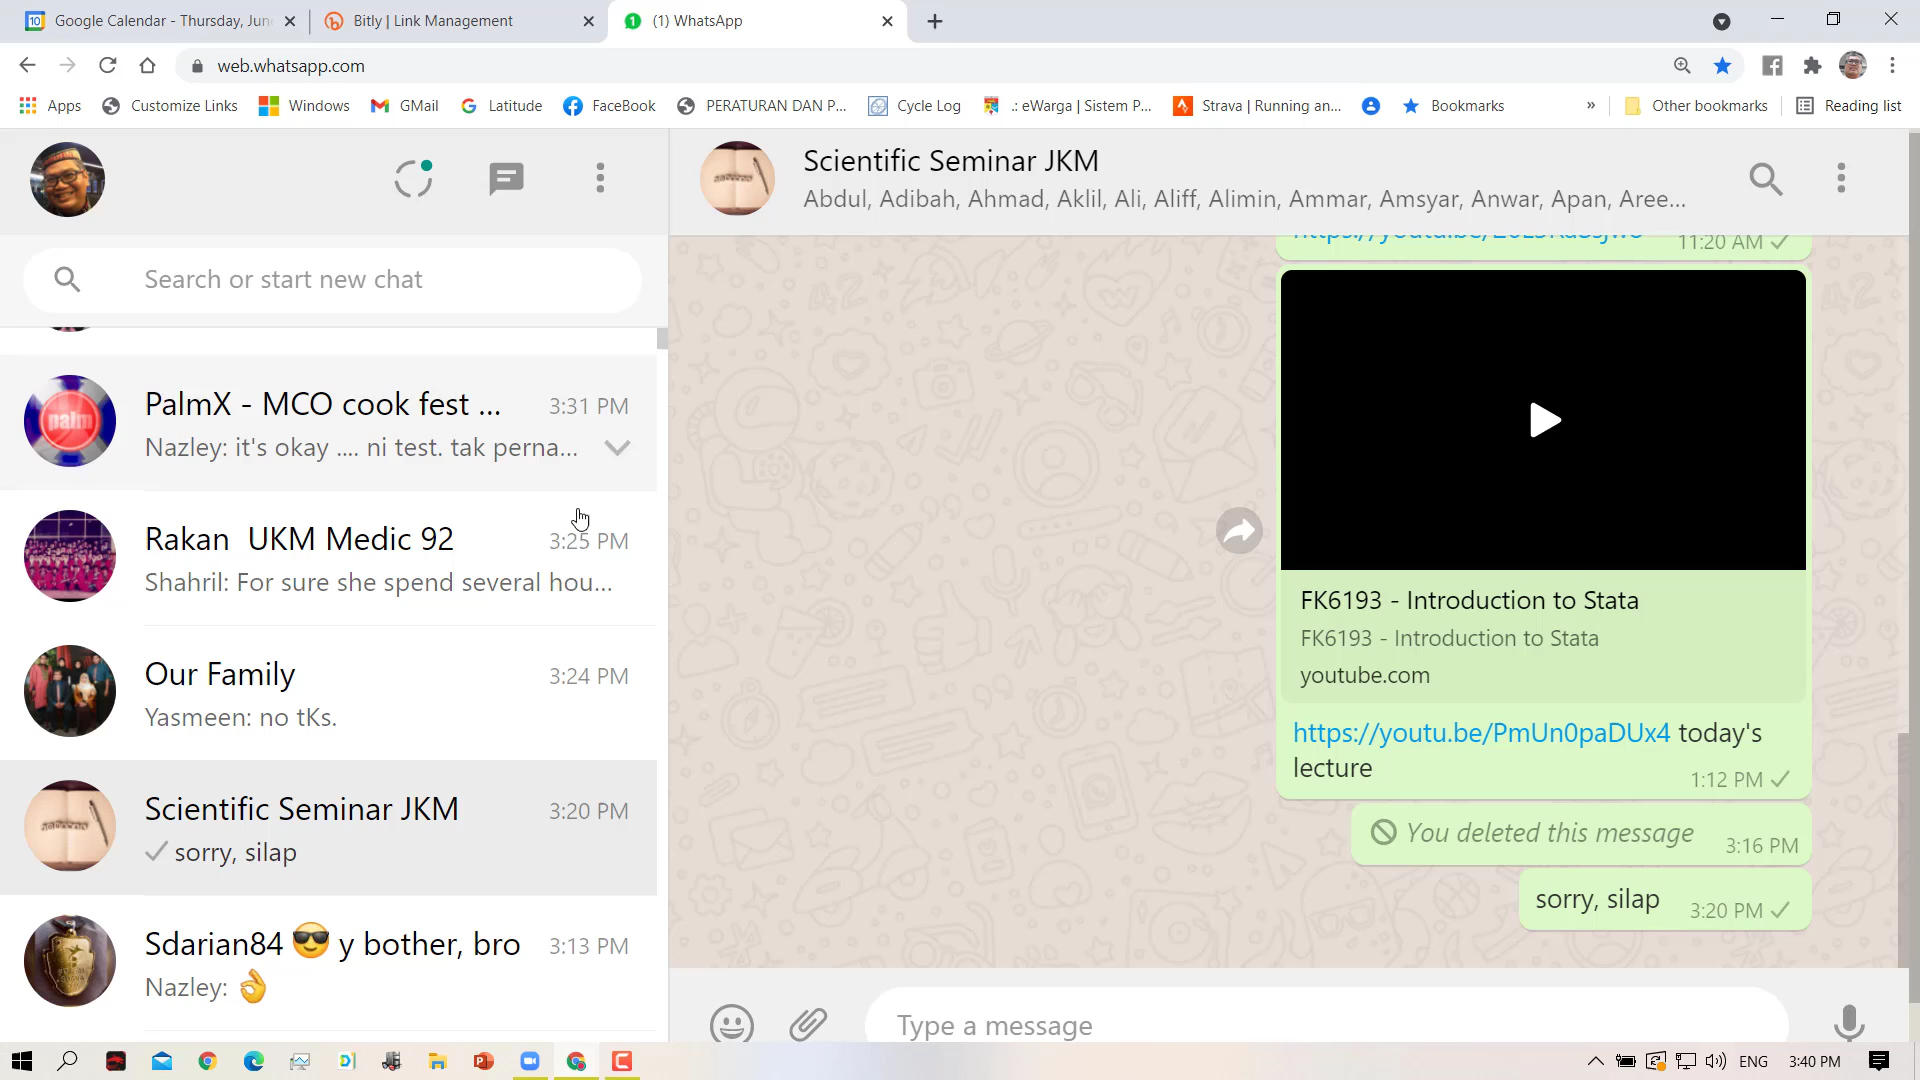 Google Calendar - Thursday, Jun
Bitly | Link Management
(1) WhatsApp
web.whatsapp.com
Apps
Customize Links
Windows
GMail
Latitude
FaceBook
PERATURAN DAN P...
Cycle Log
.: eWarga | Sistem P...
Strava | Running an...
Bookmarks
»
Other bookmarks
Reading list
Search or start new chat
PalmX - MCO cook fest ...
3:31 PM
Nazley: it's okay .... ni test. tak perna...
palm
Rakan UKM Medic 92
3:25 PM
Shahril: For sure she spend several hou...
Our Family
3:24 PM
Yasmeen: no tKs.
Scientific Seminar JKM
3:20 PM
sorry, silap
Sdarian84 😎 y bother, bro
3:13 PM
Nazley: 👌
Scientific Seminar JKM
Abdul, Adibah, Ahmad, Aklil, Ali, Aliff, Alimin, Ammar, Amsyar, Anwar, Apan, Aree...
11:20 AM
FK6193 - Introduction to Stata
FK6193 - Introduction to Stata
youtube.com
https://youtu.be/PmUn0paDUx4 today's
lecture
1:12 PM
You deleted this message
3:16 PM
sorry, silap
3:20 PM
Type a message
ENG
3:40 PM